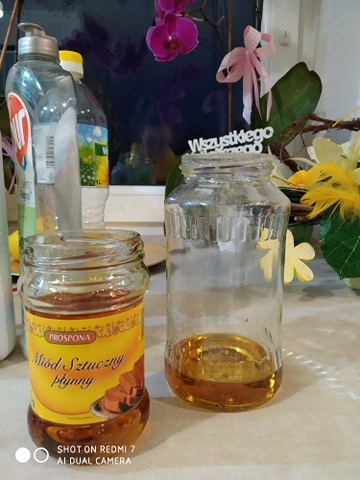 Wszystkiego
PROSPONA
Miód Sztuczny
płynny
SHOT ON REDMI 7
AI DUAL CAMERA